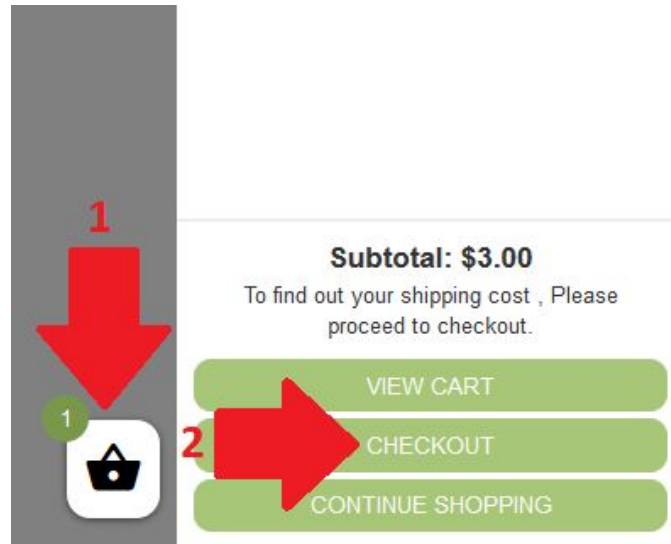 1
Subtotal: $3.00
To find out your shipping cost , Please
proceed to checkout.
VIEW CART
1
2
CHECKOUT
CONTINUE SHOPPING